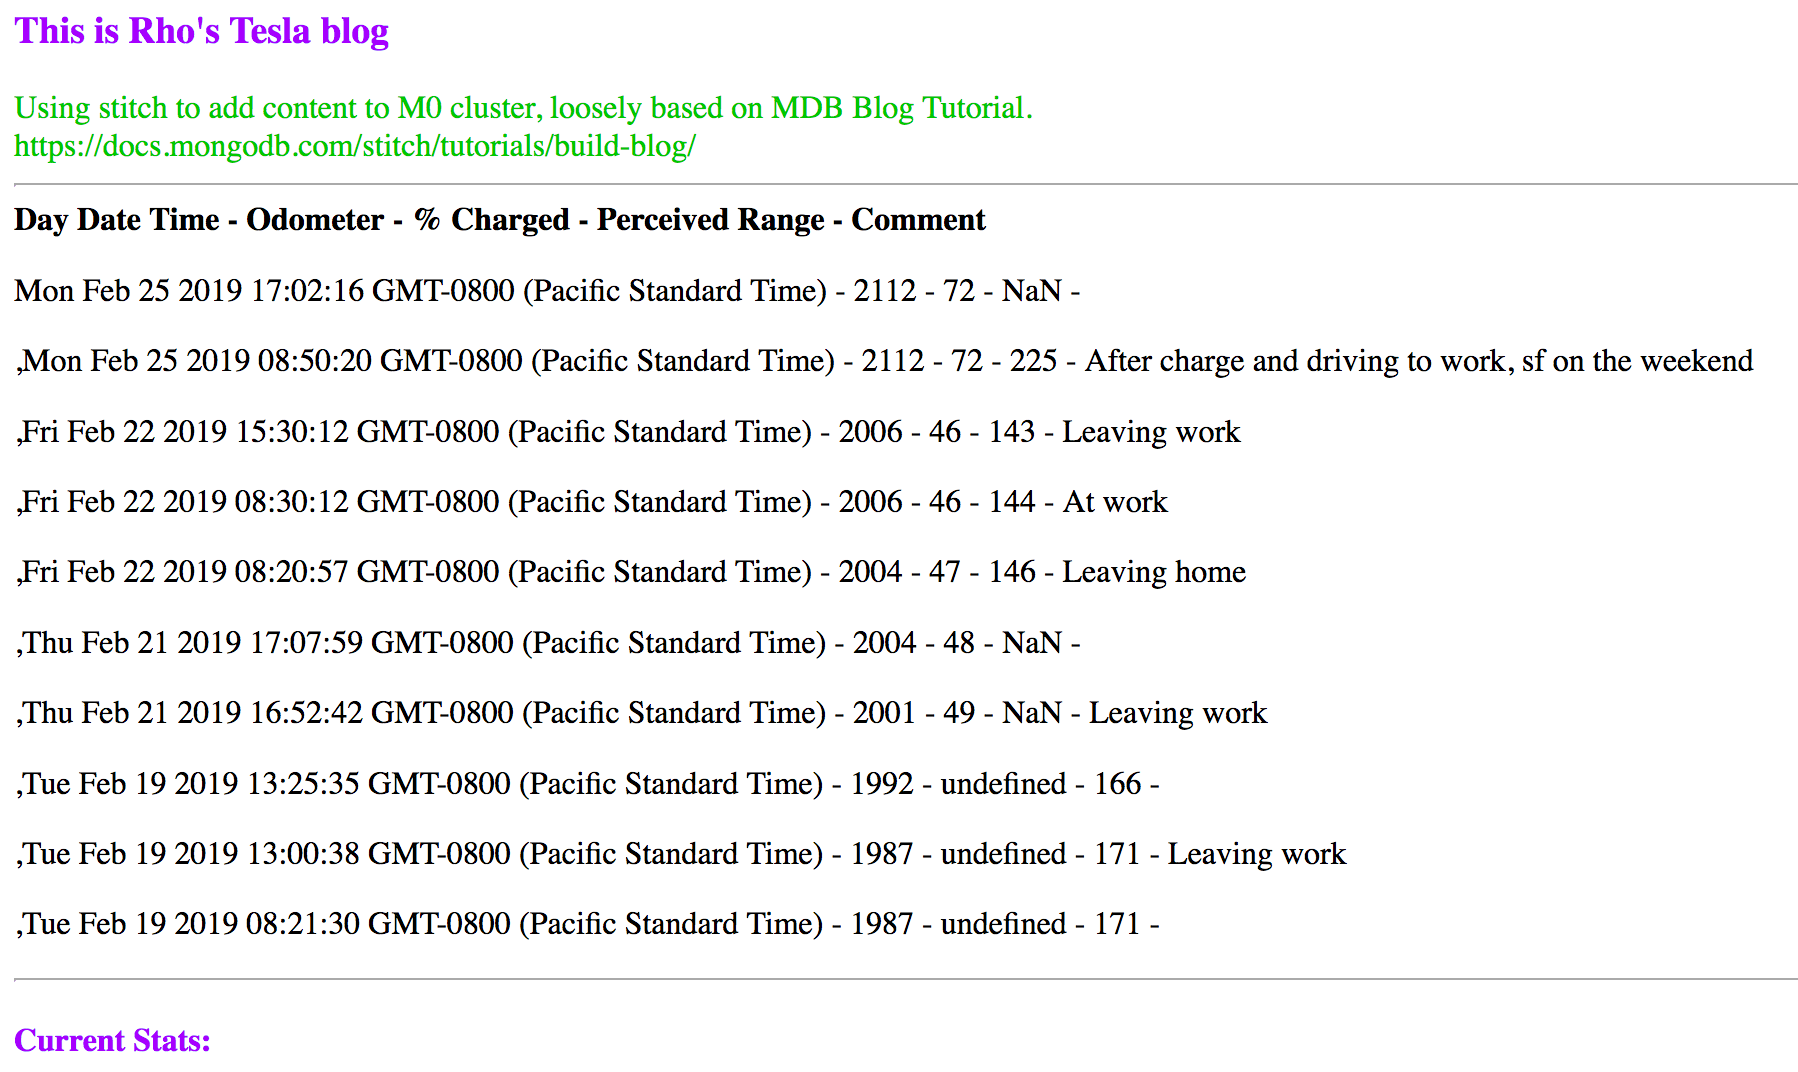 This is Rho's Tesla blog
Using stitch to add content to M0 cluster, loosely based on MDB Blog Tutorial.
https://docs.mongodb.com/stitch/tutorials/build-blog/
Day Date Time - Odometer - % Charged - Perceived Range - Comment
Mon Feb 25 2019 17:02:16 GMT-0800 (Pacific Standard Time) - 2112 - 72 - NaN -
,Mon Feb 25 2019 08:50:20 GMT-0800 (Pacific Standard Time) - 2112 - 72 - 225 - After charge and driving to work, sf on the weekend
,Fri Feb 22 2019 15:30:12 GMT-0800 (Pacific Standard Time) - 2006 - 46 - 143 - Leaving work
,Fri Feb 22 2019 08:30:12 GMT-0800 (Pacific Standard Time) - 2006 - 46 - 144 - At work
,Fri Feb 22 2019 08:20:57 GMT-0800 (Pacific Standard Time) - 2004 - 47 - 146 - Leaving home
,Thu Feb 21 2019 17:07:59 GMT-0800 (Pacific Standard Time) - 2004 - 48 - NaN -
,Thu Feb 21 2019 16:52:42 GMT-0800 (Pacific Standard Time) - 2001 - 49 - NaN - Leaving work
,Tue Feb 19 2019 13:25:35 GMT-0800 (Pacific Standard Time) - 1992 - undefined - 166 -
,Tue Feb 19 2019 13:00:38 GMT-0800 (Pacific Standard Time) - 1987 - undefined - 171 - Leaving work
,Tue Feb 19 2019 08:21:30 GMT-0800 (Pacific Standard Time) - 1987 - undefined - 171 -
Current Stats: